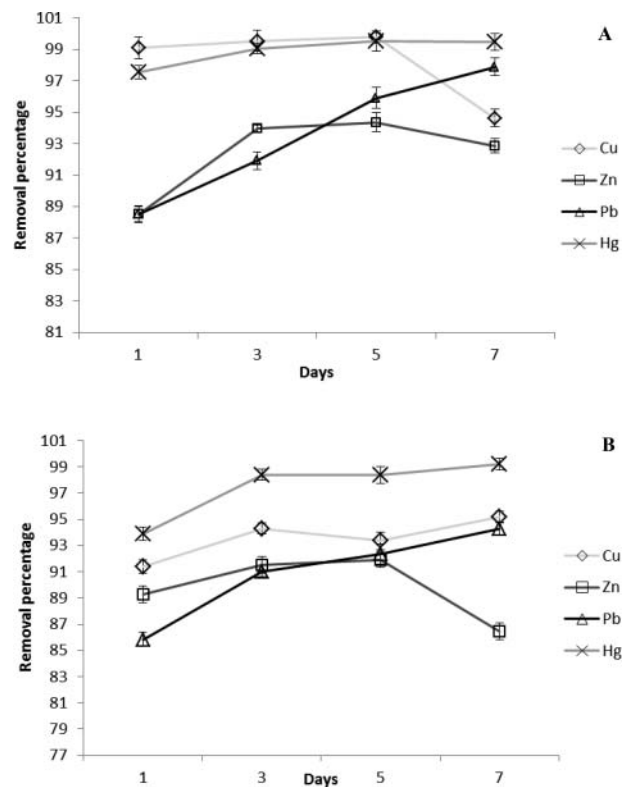 A
Removal percentage
101
99
97
95
93
91
89
87
85
83
81
1 3 5 7
Days
Cu
Zn
Pb
Hg
B
Removal percentage
101
99
97
95
93
91
89
87
85
83
81
79
77
1 3 5 7
Days
Cu
Zn
Pb
Hg